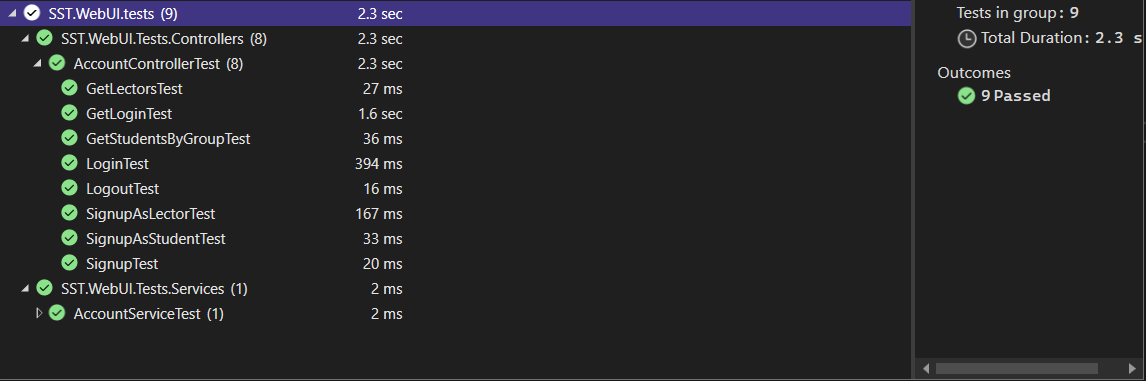 SST.WebUI.tests (9) 2.3 sec
SST.WebUI.Tests.Controllers (8) 2.3 sec
AccountControllerTest (8) 2.3 sec
GetLectorsTest 27 ms
GetLoginTest 1.6 sec
GetStudentsByGroupTest 36 ms
LoginTest 394 ms
LogoutTest 16 ms
SignupAsLectorTest 167 ms
SignupAsStudentTest 33 ms
SignupTest 20 ms
SST.WebUI.Tests.Services (1) 2 ms
AccountServiceTest (1) 2 ms
Tests in group: 9
Total Duration: 2.3 s
Outcomes
9 Passed